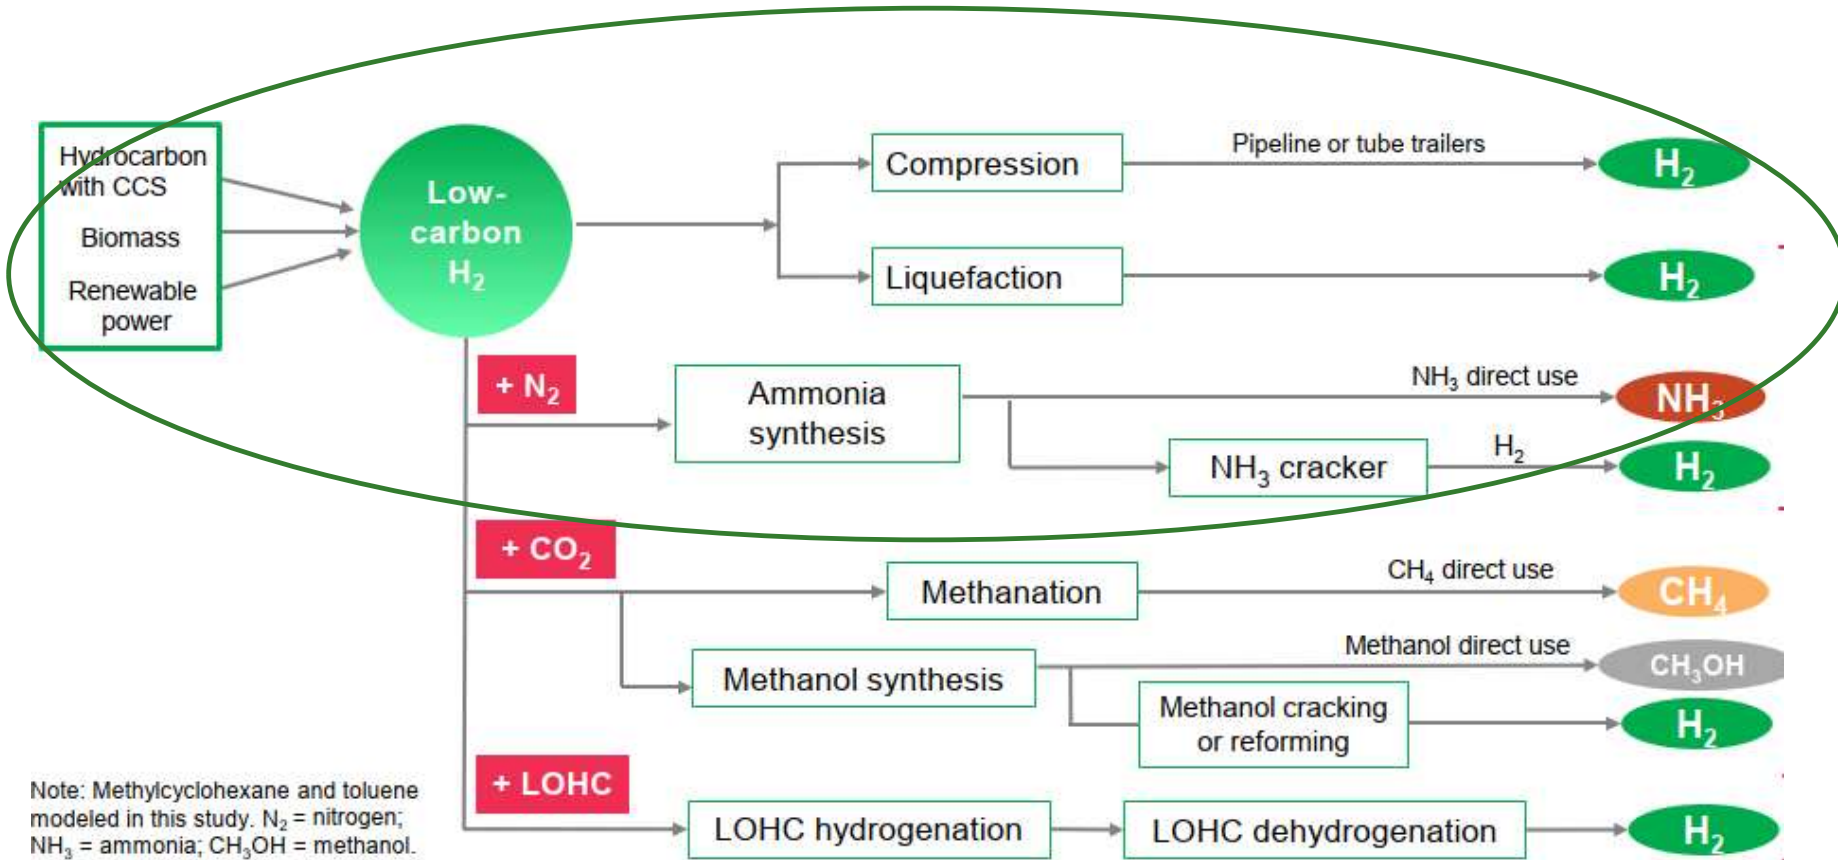 Hydrocarbon
with CCS
Biomass
Renewable
power
Low-
carbon
H₂
Compression
Pipeline or tube trailers
H₂
Liquefaction
H₂
+ N₂
Ammonia
synthesis
NH₃ direct use
NH₃
NH₃ cracker
H₂
H₂
+ CO₂
Methanation
CH₄ direct use
CH₄
Methanol synthesis
Methanol direct use
CH₃OH
Methanol cracking
or reforming
H₂
+ LOHC
LOHC hydrogenation
LOHC dehydrogenation
H₂
Note: Methylcyclohexane and toluene
modeled in this study. N₂ = nitrogen;
NH₃ = ammonia; CH₃OH = methanol.